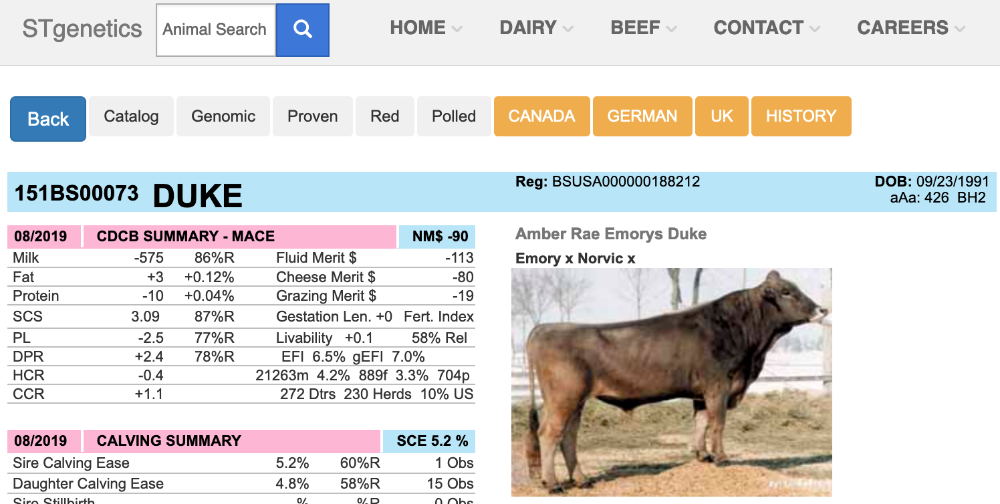 STgenetics Animal Search HOME DAIRY BEEF CONTACT CAREERS
Back Catalog Genomic Proven Red Polled CANADA GERMAN UK HISTORY
151BS00073 DUKE Reg: BSUSA000000188212 DOB: 09/23/1991
aAa: 426 BH2
08/2019 CDCB SUMMARY - MACE NM$ -90
Milk -575 86%R Fluid Merit $ -113
Fat +3 +0.12% Cheese Merit $ -80
Protein -10 +0.04% Grazing Merit $ -19
SCS 3.09 87%R Gestation Len. +0 Fert. Index
PL -2.5 77%R Livability +0.1 58% Rel
DPR +2.4 78%R EFI 6.5% gEFI 7.0%
HCR -0.4 21263m 4.2% 889f 3.3% 704p
CCR +1.1 272 Dtrs 230 Herds 10% US
08/2019 CALVING SUMMARY SCE 5.2 %
Sire Calving Ease 5.2% 60%R 1 Obs
Daughter Calving Ease 4.8% 58%R 15 Obs
Sire Stillbirth % %R 0 Obs
Amber Rae Emorys Duke
Emory x Norvic x